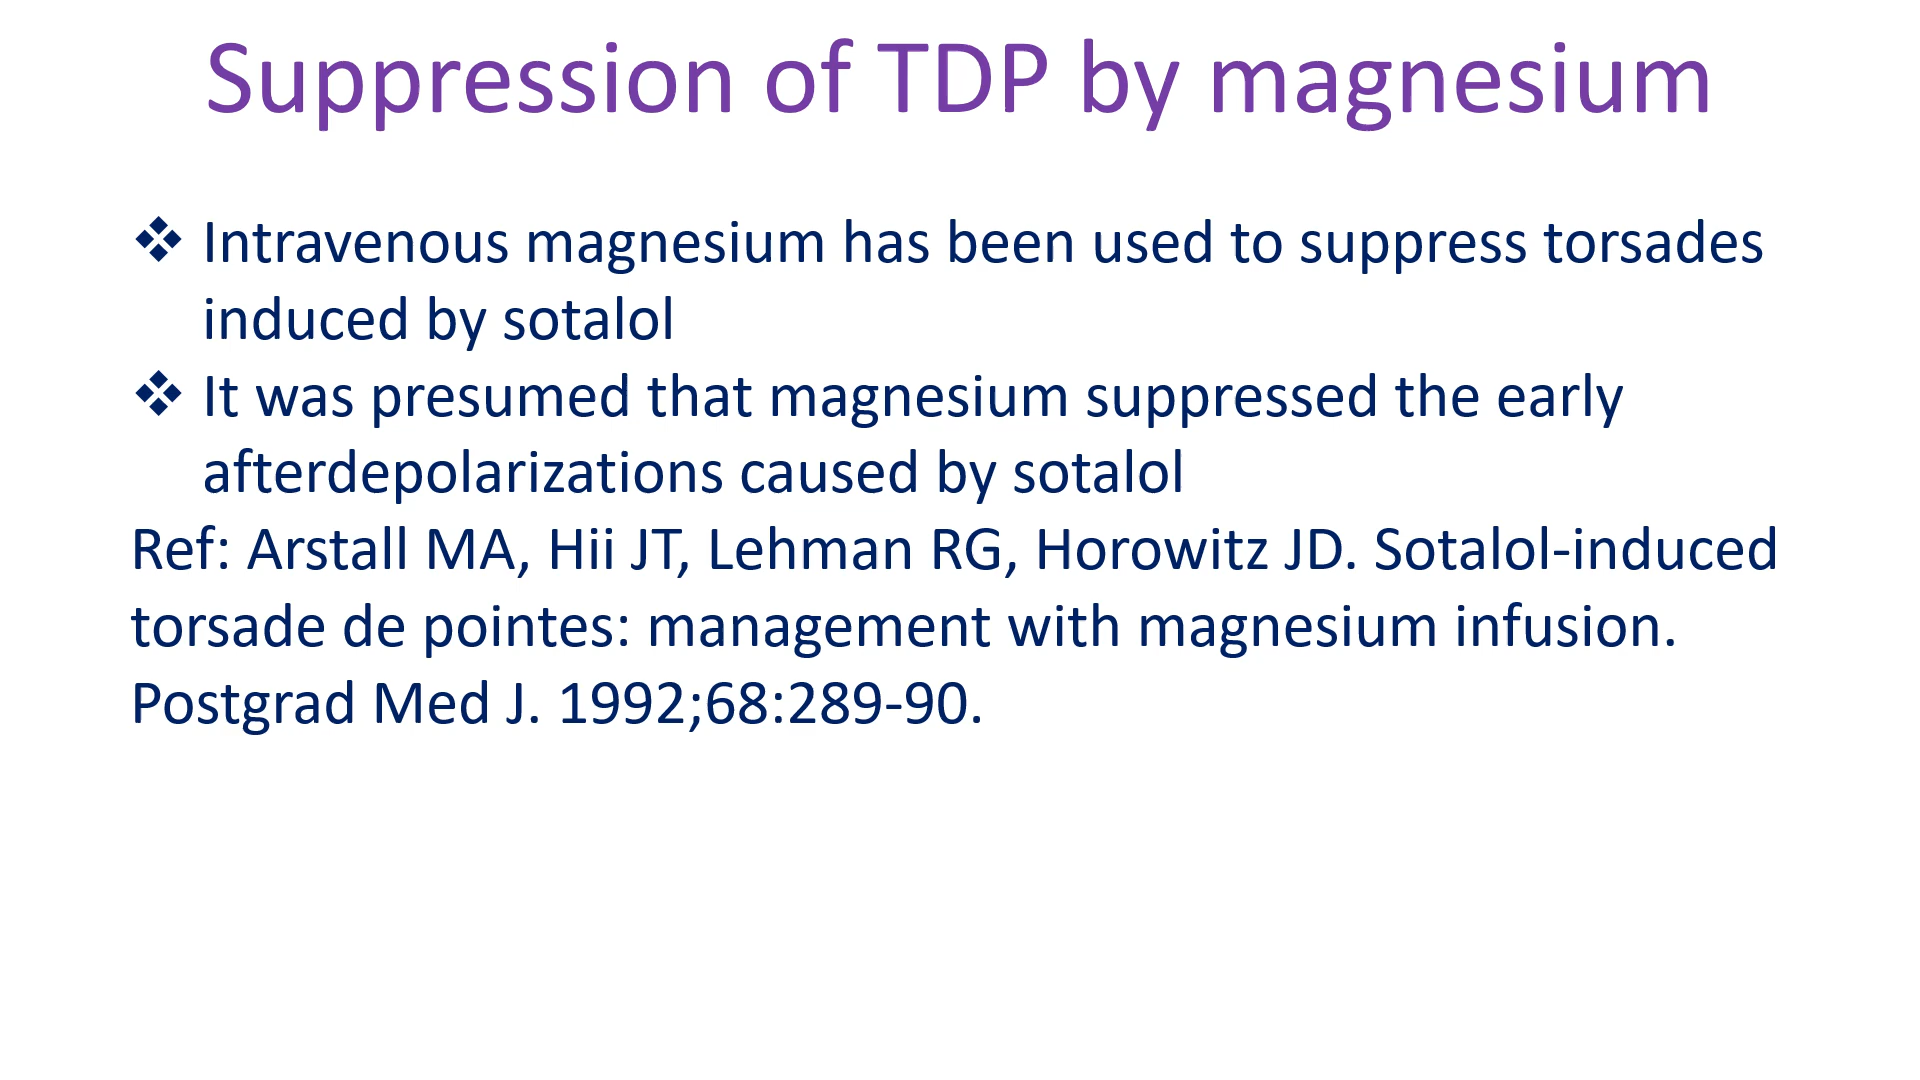 Suppression of TDP by magnesium
❖ Intravenous magnesium has been used to suppress torsades
induced by sotalol
❖ It was presumed that magnesium suppressed the early
afterdepolarizations caused by sotalol
Ref: Arstall MA, Hii JT, Lehman RG, Horowitz JD. Sotalol-induced
torsade de pointes: management with magnesium infusion.
Postgrad Med J. 1992;68:289-90.